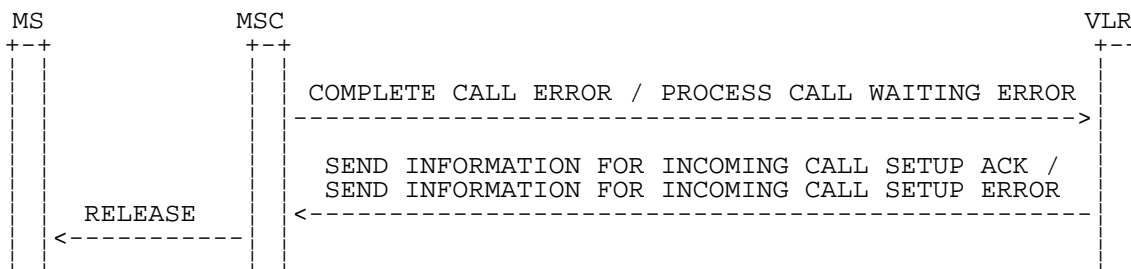 MS MSC VLR
COMPLETE CALL ERROR / PROCESS CALL WAITING ERROR
SEND INFORMATION FOR INCOMING CALL SETUP ACK /
SEND INFORMATION FOR INCOMING CALL SETUP ERROR
RELEASE